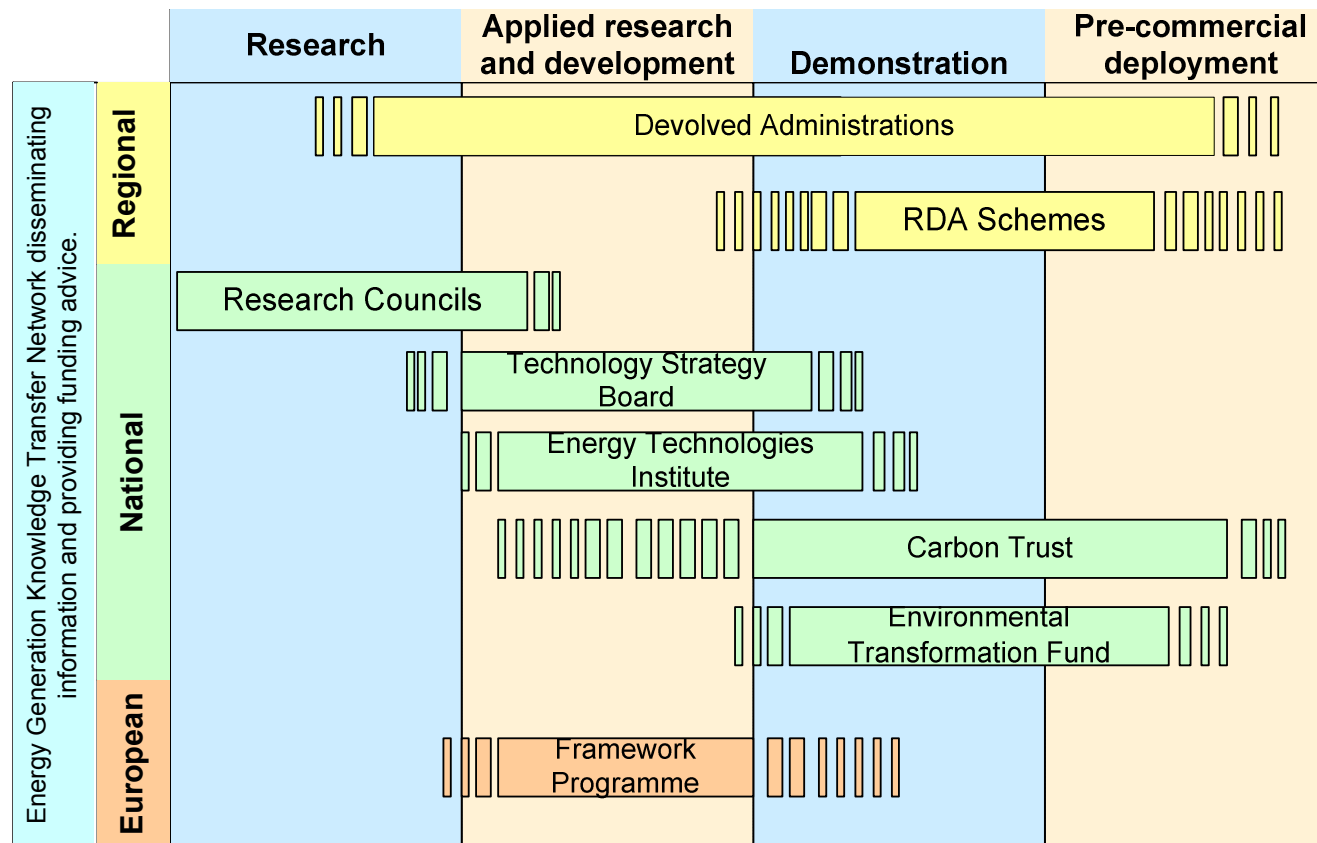 Research
Applied research
and development
Demonstration
Pre-commercial
deployment
Energy Generation Knowledge Transfer Network disseminating
information and providing funding advice.
Regional
Devolved Administrations
RDA Schemes
National
Research Councils
Technology Strategy
Board
Energy Technologies
Institute
Carbon Trust
Environmental
Transformation Fund
European
Framework
Programme